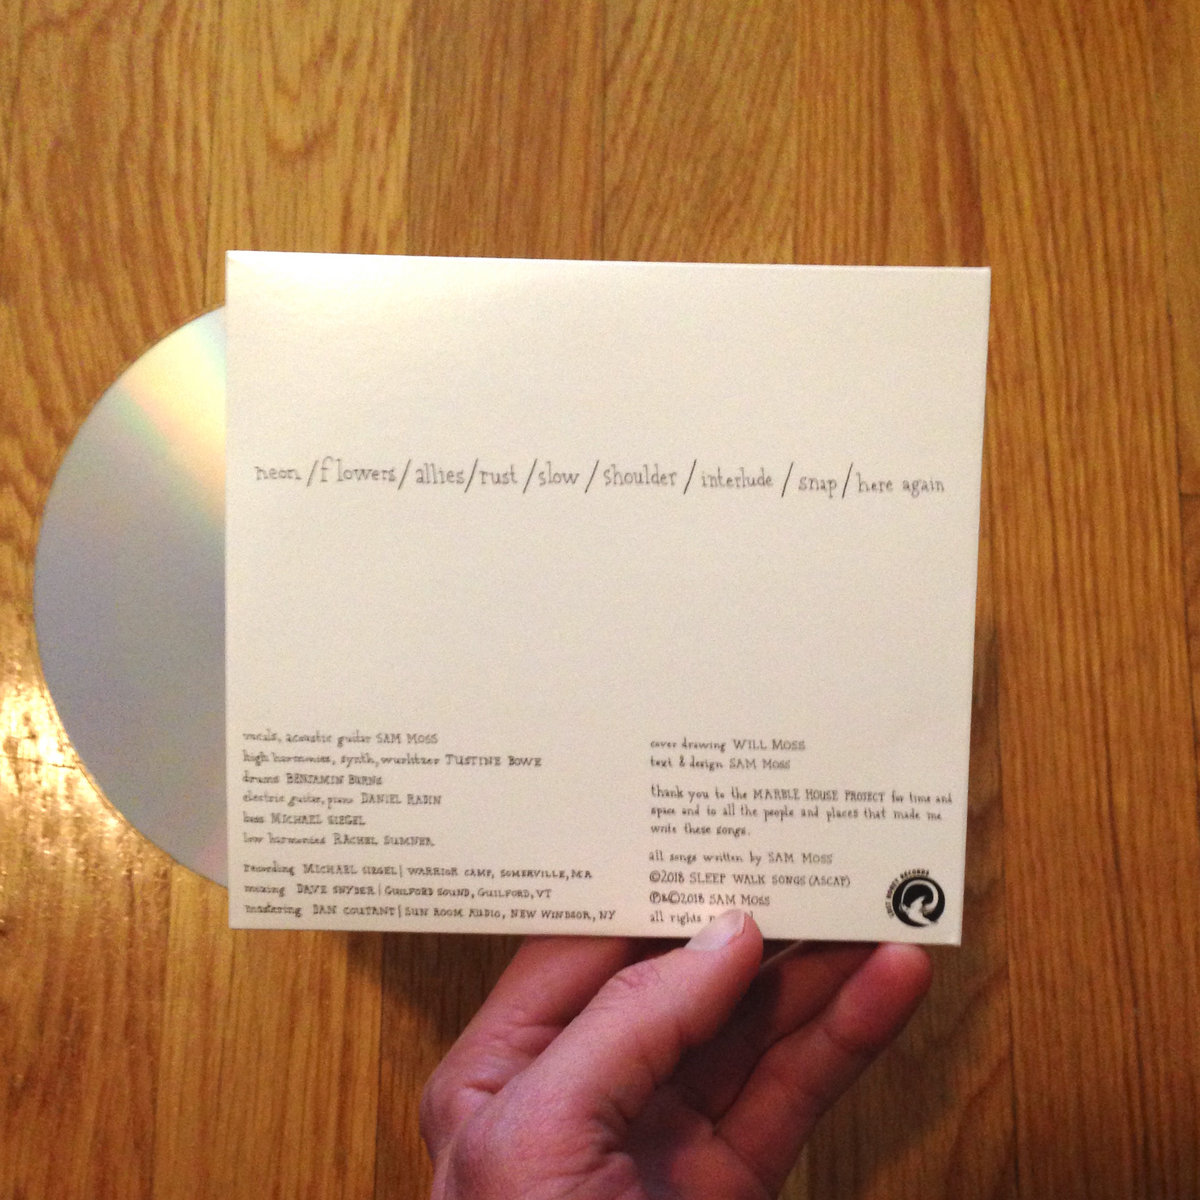 neon / flowers / allies / rust / slow / shoulder / interlude / snap / here again
vocals, acoustic guitar SAM MOSS
high harmonies, synth, wurlitzer JUSTINE BOWE
drums BENJAMIN BURNS
electric guitar, piano DANIEL RADIN
bass MICHAEL SIEGEL
low harmonies RACHEL SUMNER
recording MICHAEL SIEGEL | WARRIOR CAMP, SOMERVILLE, MA
mixing DAVE SNYDER | GUILFORD SOUND, GUILFORD, VT
mastering DAN COUTANT | SUN ROOM AUDIO, NEW WINDSOR, NY
cover drawing WILL MOSS
text & design SAM MOSS
thank you to the MARBLE HOUSE PROJECT for time and
space and to all the people and places that made me
write these songs.
all songs written by SAM MOSS
©2018 SLEEP WALK SONGS (ASCAP)
℗&©2018 SAM MOSS
all rights
RECORDS